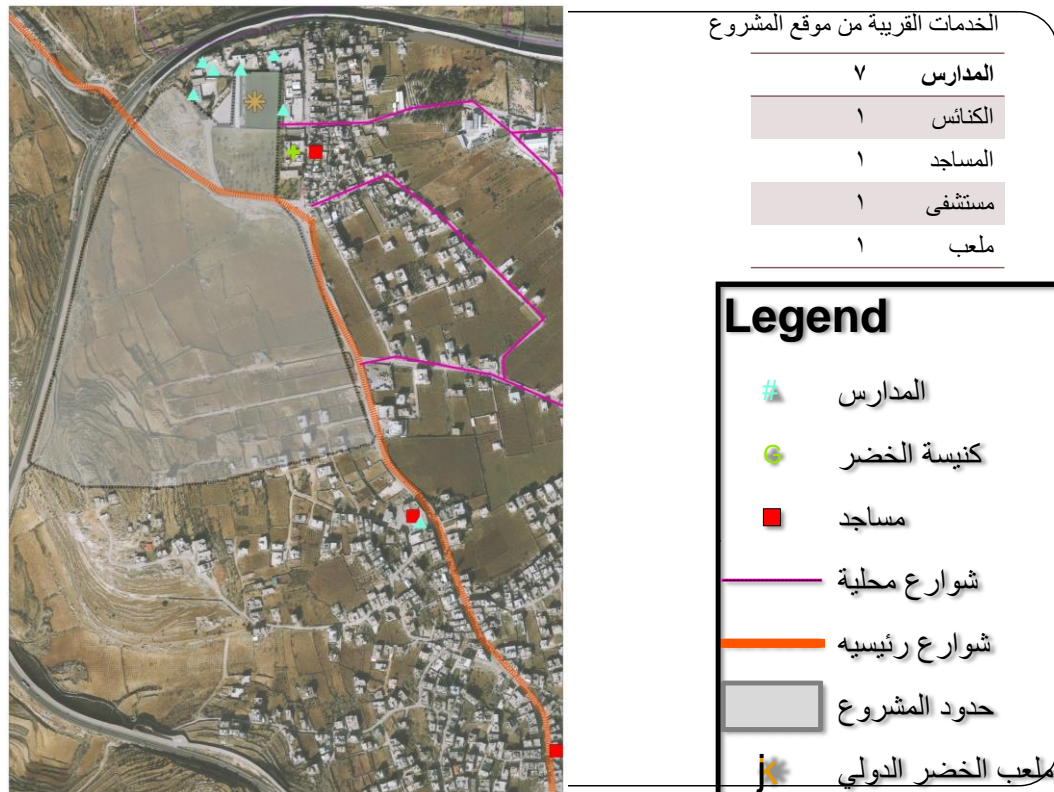 الخدمات القريبة من موقع المشروع
المدارس ٧
الكنائس ١
المساجد ١
مستشفى ١
ملعب ١
Legend
# المدارس
G كنيسة الخضر
مساجد
شوارع محلية
شوارع رئيسيه
حدود المشروع
jk ملعب الخضر الدولي